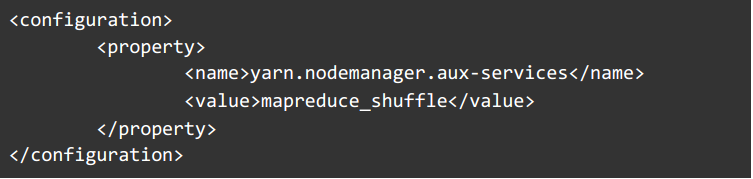 <configuration>
<property>
<name>yarn.nodemanager.aux-services</name>
<value>mapreduce_shuffle</value>
</property>
</configuration>